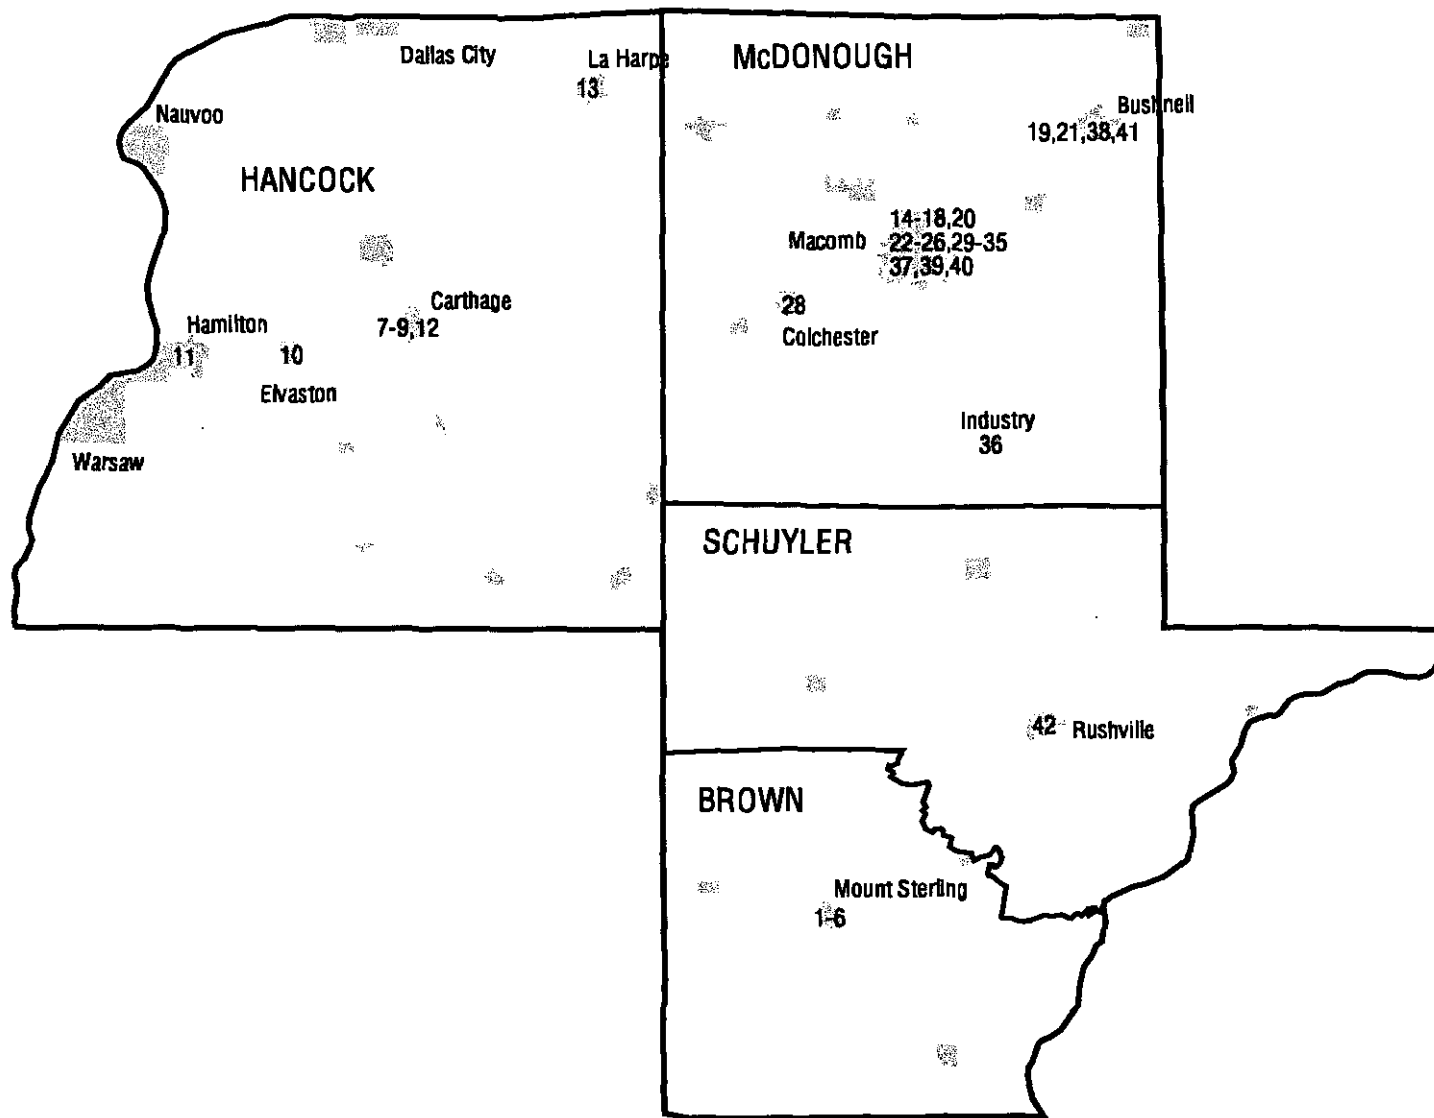 Dallas City
La Harpe
13
McDONOUGH
Nauvoo
Bushnell
19,21,38,41
HANCOCK
14-18,20
Macomb
22-26,29-35
37,39,40
Carthage
7-9,12
28
Colchester
Hamilton
11
10
Elvaston
Industry
36
Warsaw
SCHUYLER
42
Rushville
BROWN
Mount Sterling
1-6